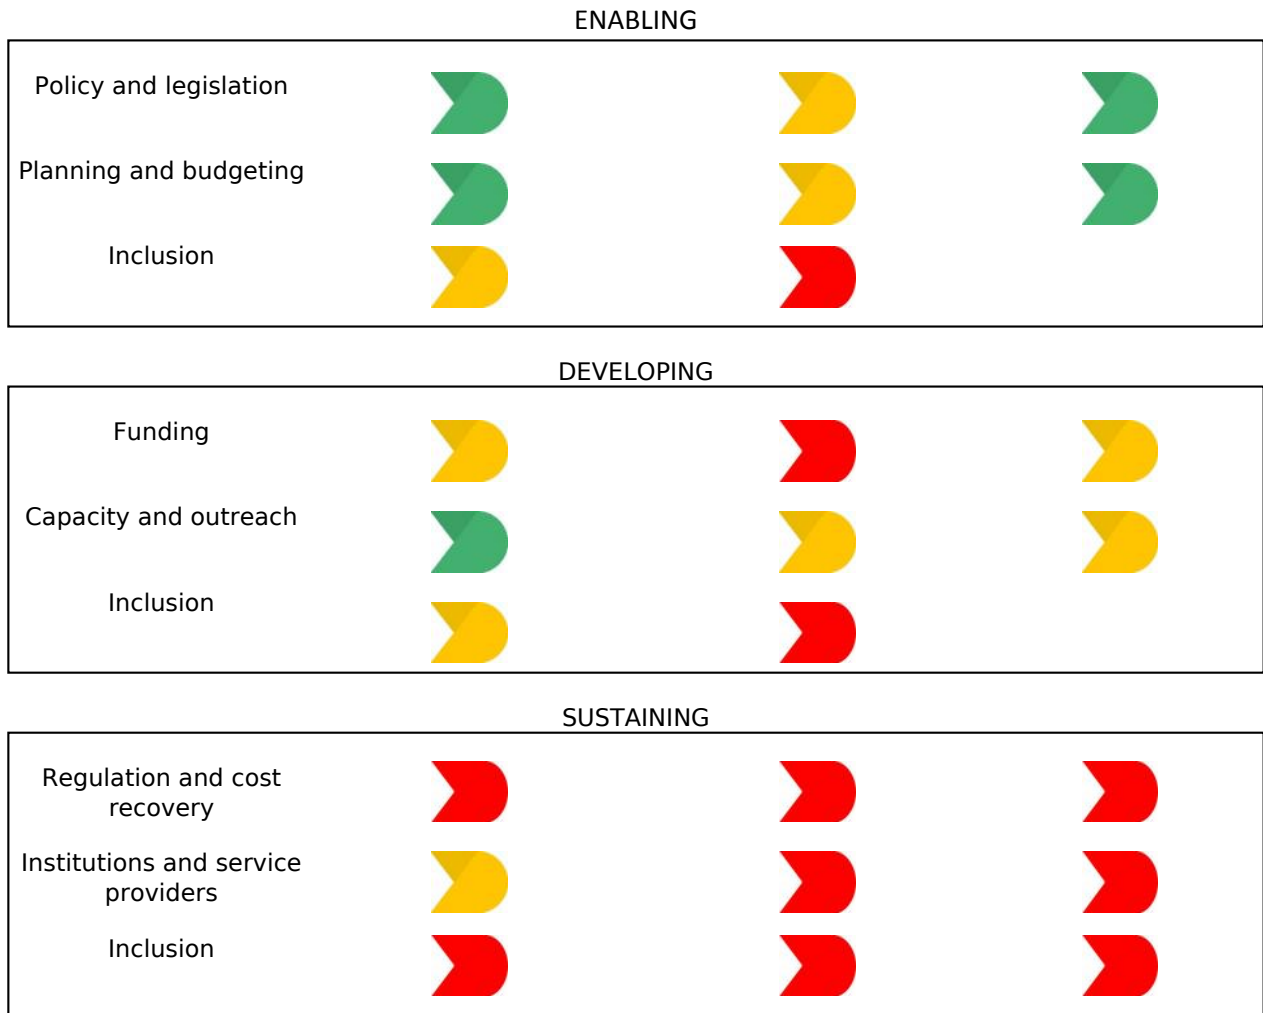 ENABLING
Policy and legislation
Planning and budgeting
Inclusion
DEVELOPING
Funding
Capacity and outreach
Inclusion
SUSTAINING
Regulation and cost
recovery
Institutions and service
providers
Inclusion